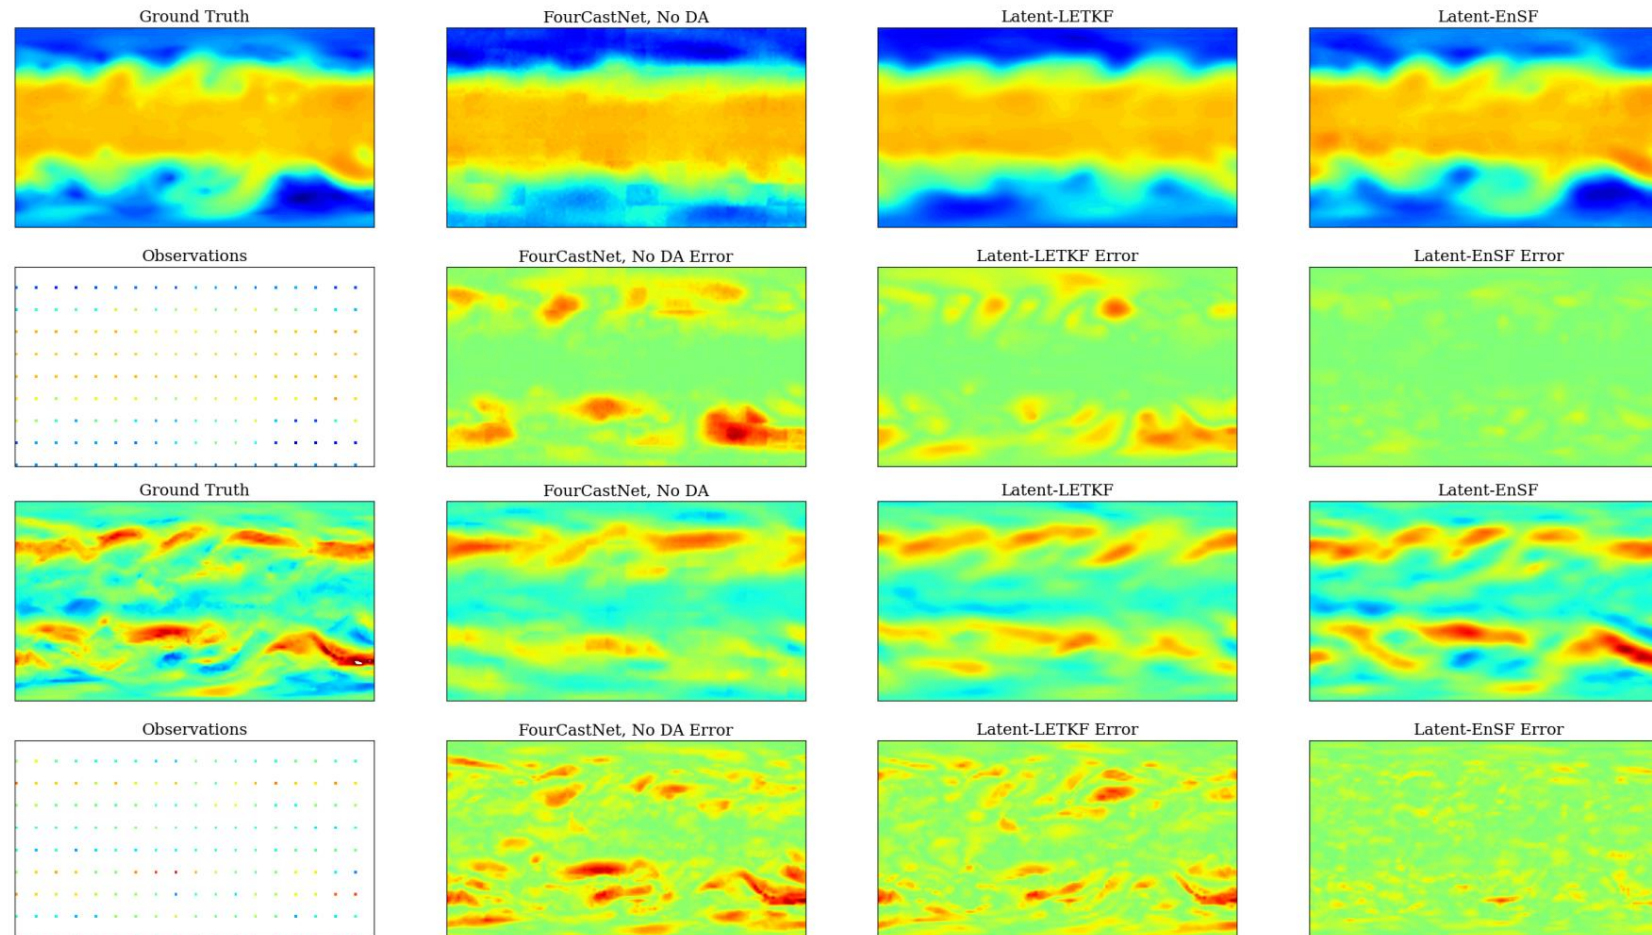 Ground Truth
FourCastNet, No DA
Latent-LETKF
Latent-EnSF
Observations
FourCastNet, No DA Error
Latent-LETKF Error
Latent-EnSF Error
Ground Truth
FourCastNet, No DA
Latent-LETKF
Latent-EnSF
Observations
FourCastNet, No DA Error
Latent-LETKF Error
Latent-EnSF Error